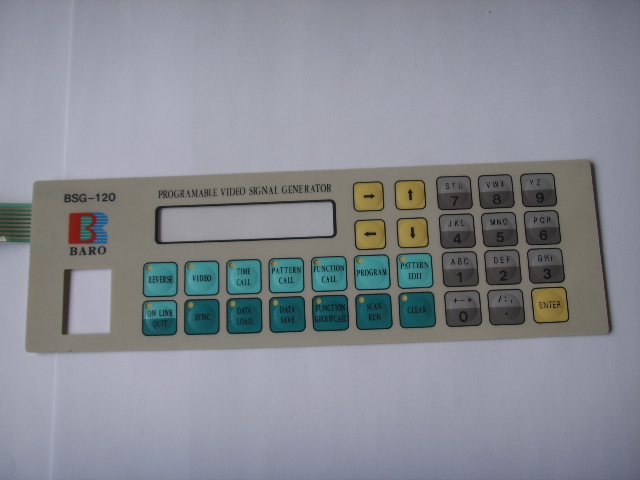 BSG-120
PROGRAMABLE VIDEO SIGNAL GENERATOR
BARO
→ ↑
← ↓
STU 7
VWX 8
YZ 9
JKL 4
MNO 5
PQR 6
ABC 1
DEF 2
GHI 3
0
/:, .
ENTER
REVERSE
VIDEO
TIME CALL
PATTERN CALL
FUNCTION CALL
PROGRAM
PATTERN EDIT
ON LINE QUIT
SYNC
DATA LOAD
DATA SAVE
FUNCTION GROUPCALL
SCAN RUN
CLEAR